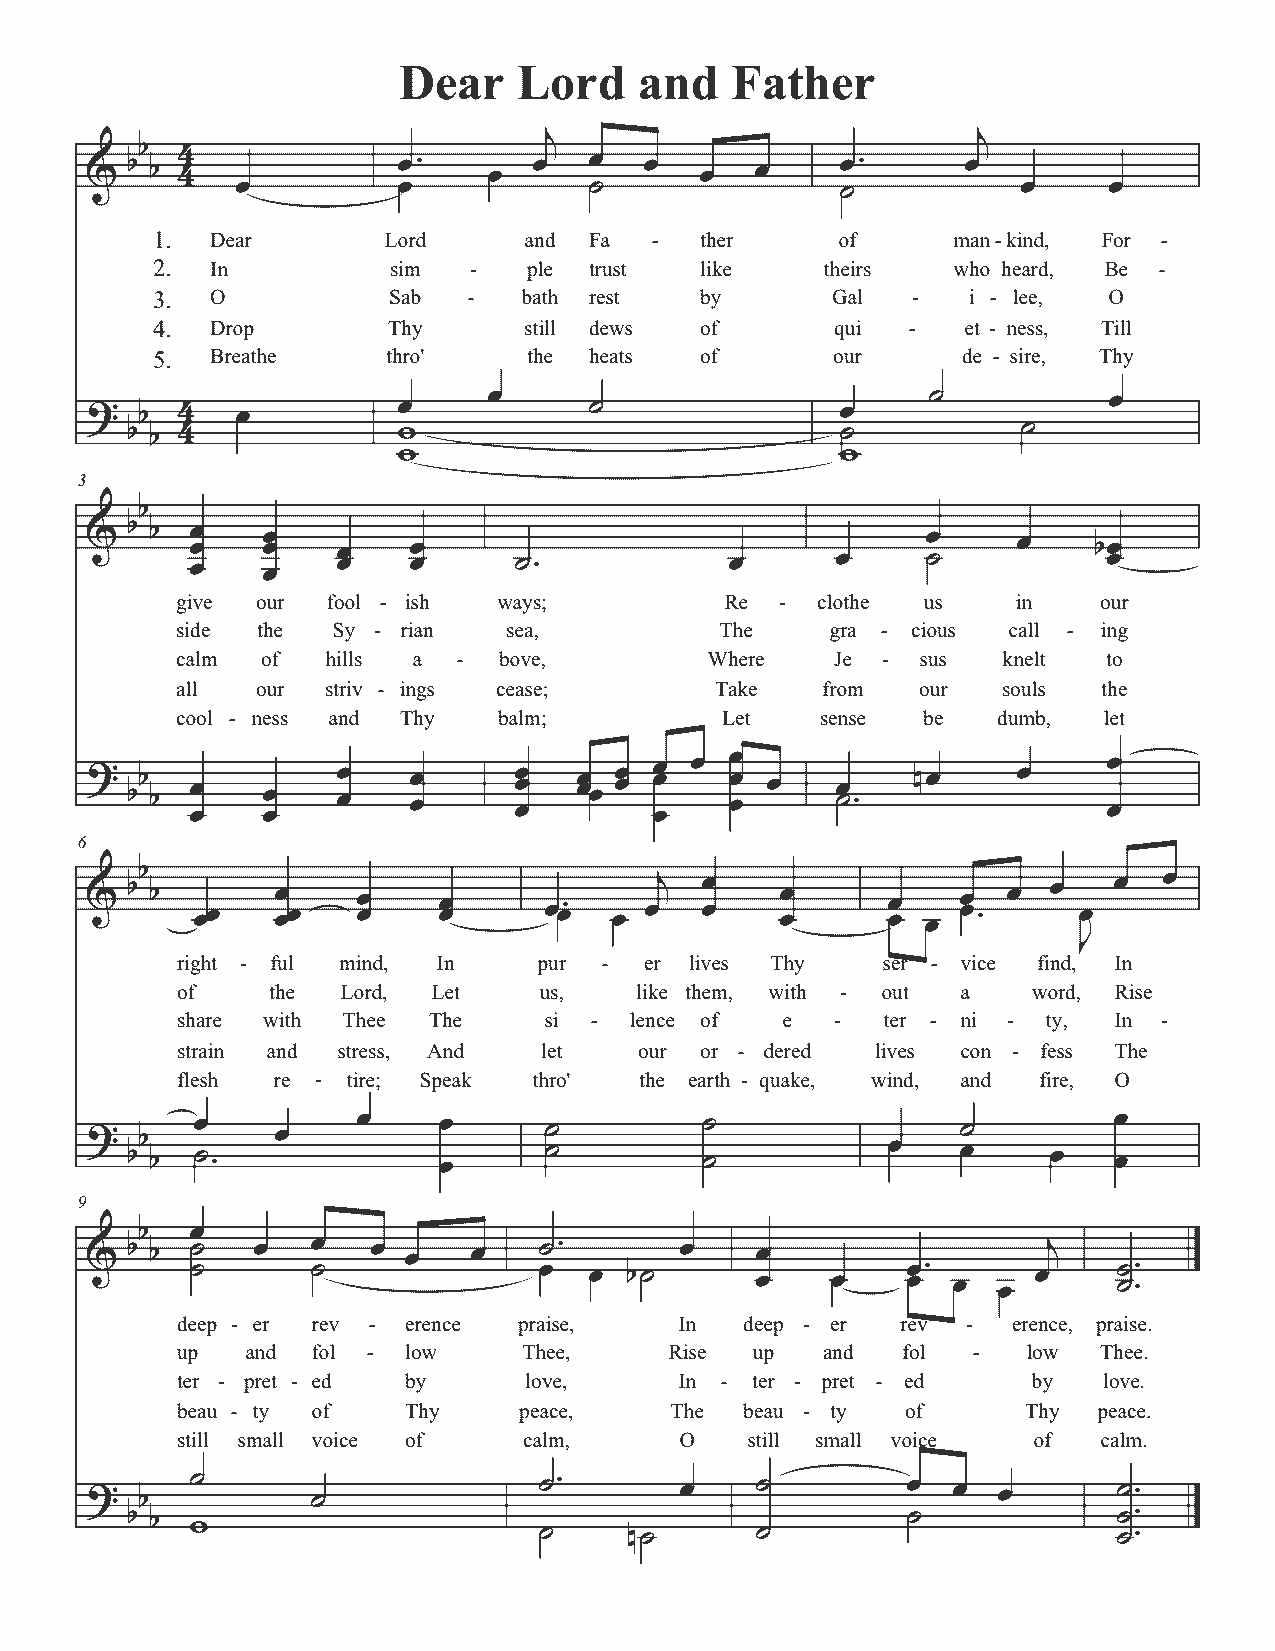 Dear Lord and Father
1. Dear Lord and Fa - ther of man - kind, For -
2. In sim - ple trust like theirs who heard, Be -
3. O Sab - bath rest by Gal - i - lee, O
4. Drop Thy still dews of qui - et - ness, Till
5. Breathe thro' the heats of our de - sire, Thy
3
give our fool - ish ways; Re - clothe us in our
side the Sy - rian sea, The gra - cious call - ing
calm of hills a - bove, Where Je - sus knelt to
all our striv - ings cease; Take from our souls the
cool - ness and Thy balm; Let sense be dumb, let
6
right - ful mind, In pur - er lives Thy ser - vice find, In
of the Lord, Let us, like them, with - out a word, Rise
share with Thee The si - lence of e - ter - ni - ty, In -
strain and stress, And let our or - dered lives con - fess The
flesh re - tire; Speak thro' the earth - quake, wind, and fire, O
9
deep - er rev - erence praise, In deep - er rev - erence, praise.
up and fol - low Thee, Rise up and fol - low Thee.
ter - pret - ed by love, In - ter - pret - ed by love.
beau - ty of Thy peace, The beau - ty of Thy peace.
still small voice of calm, O still small voice of calm.